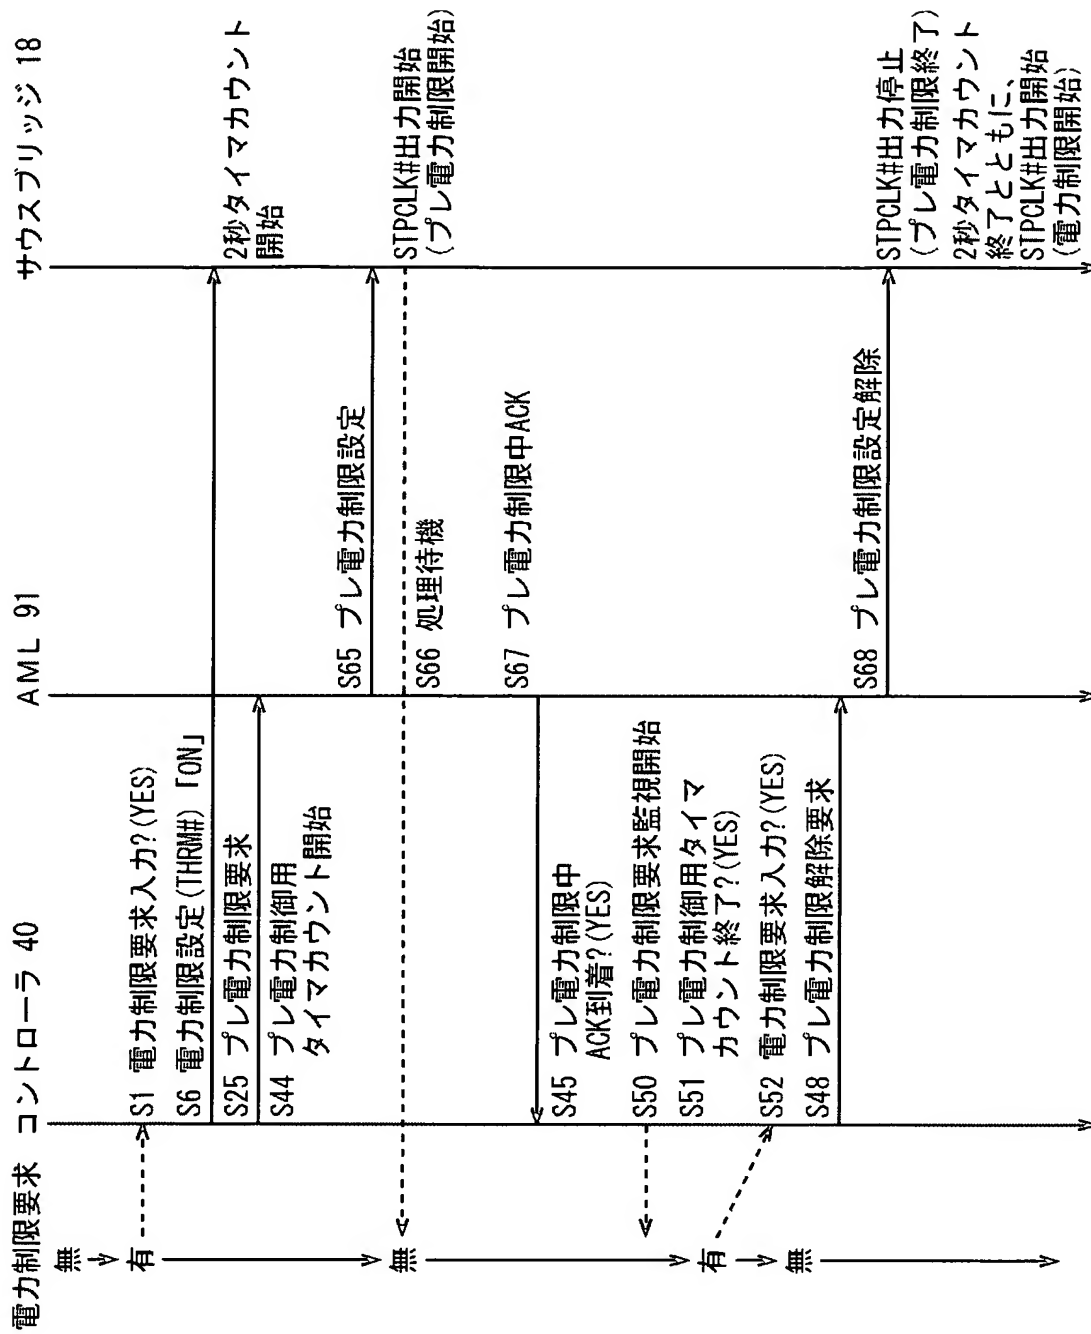 電力制限要求
コントローラ 40
AML 91
サウスブリッジ 18
無
有
無
有
無
S1 電力制限要求入力?(YES)
S6 電力制限設定(THRM#)「ON」
S25 プレ電力制限要求
S44 プレ電力制御用
タイマカウント開始
S45 プレ電力制限中
ACK到着?(YES)
S50 プレ電力制限要求監視開始
S51 プレ電力制御用タイマ
カウント終了?(YES)
S52 電力制限要求入力?(YES)
S48 プレ電力制限解除要求
S65 プレ電力制限設定
S66 処理待機
S67 プレ電力制限中ACK
S68 プレ電力制限設定解除
2秒タイマカウント
開始
STPCLK#出力開始
(プレ電力制限開始)
STPCLK#出力停止
(プレ電力制限終了)
2秒タイマカウント
終了とともに、
STPCLK#出力開始
(電力制限開始)